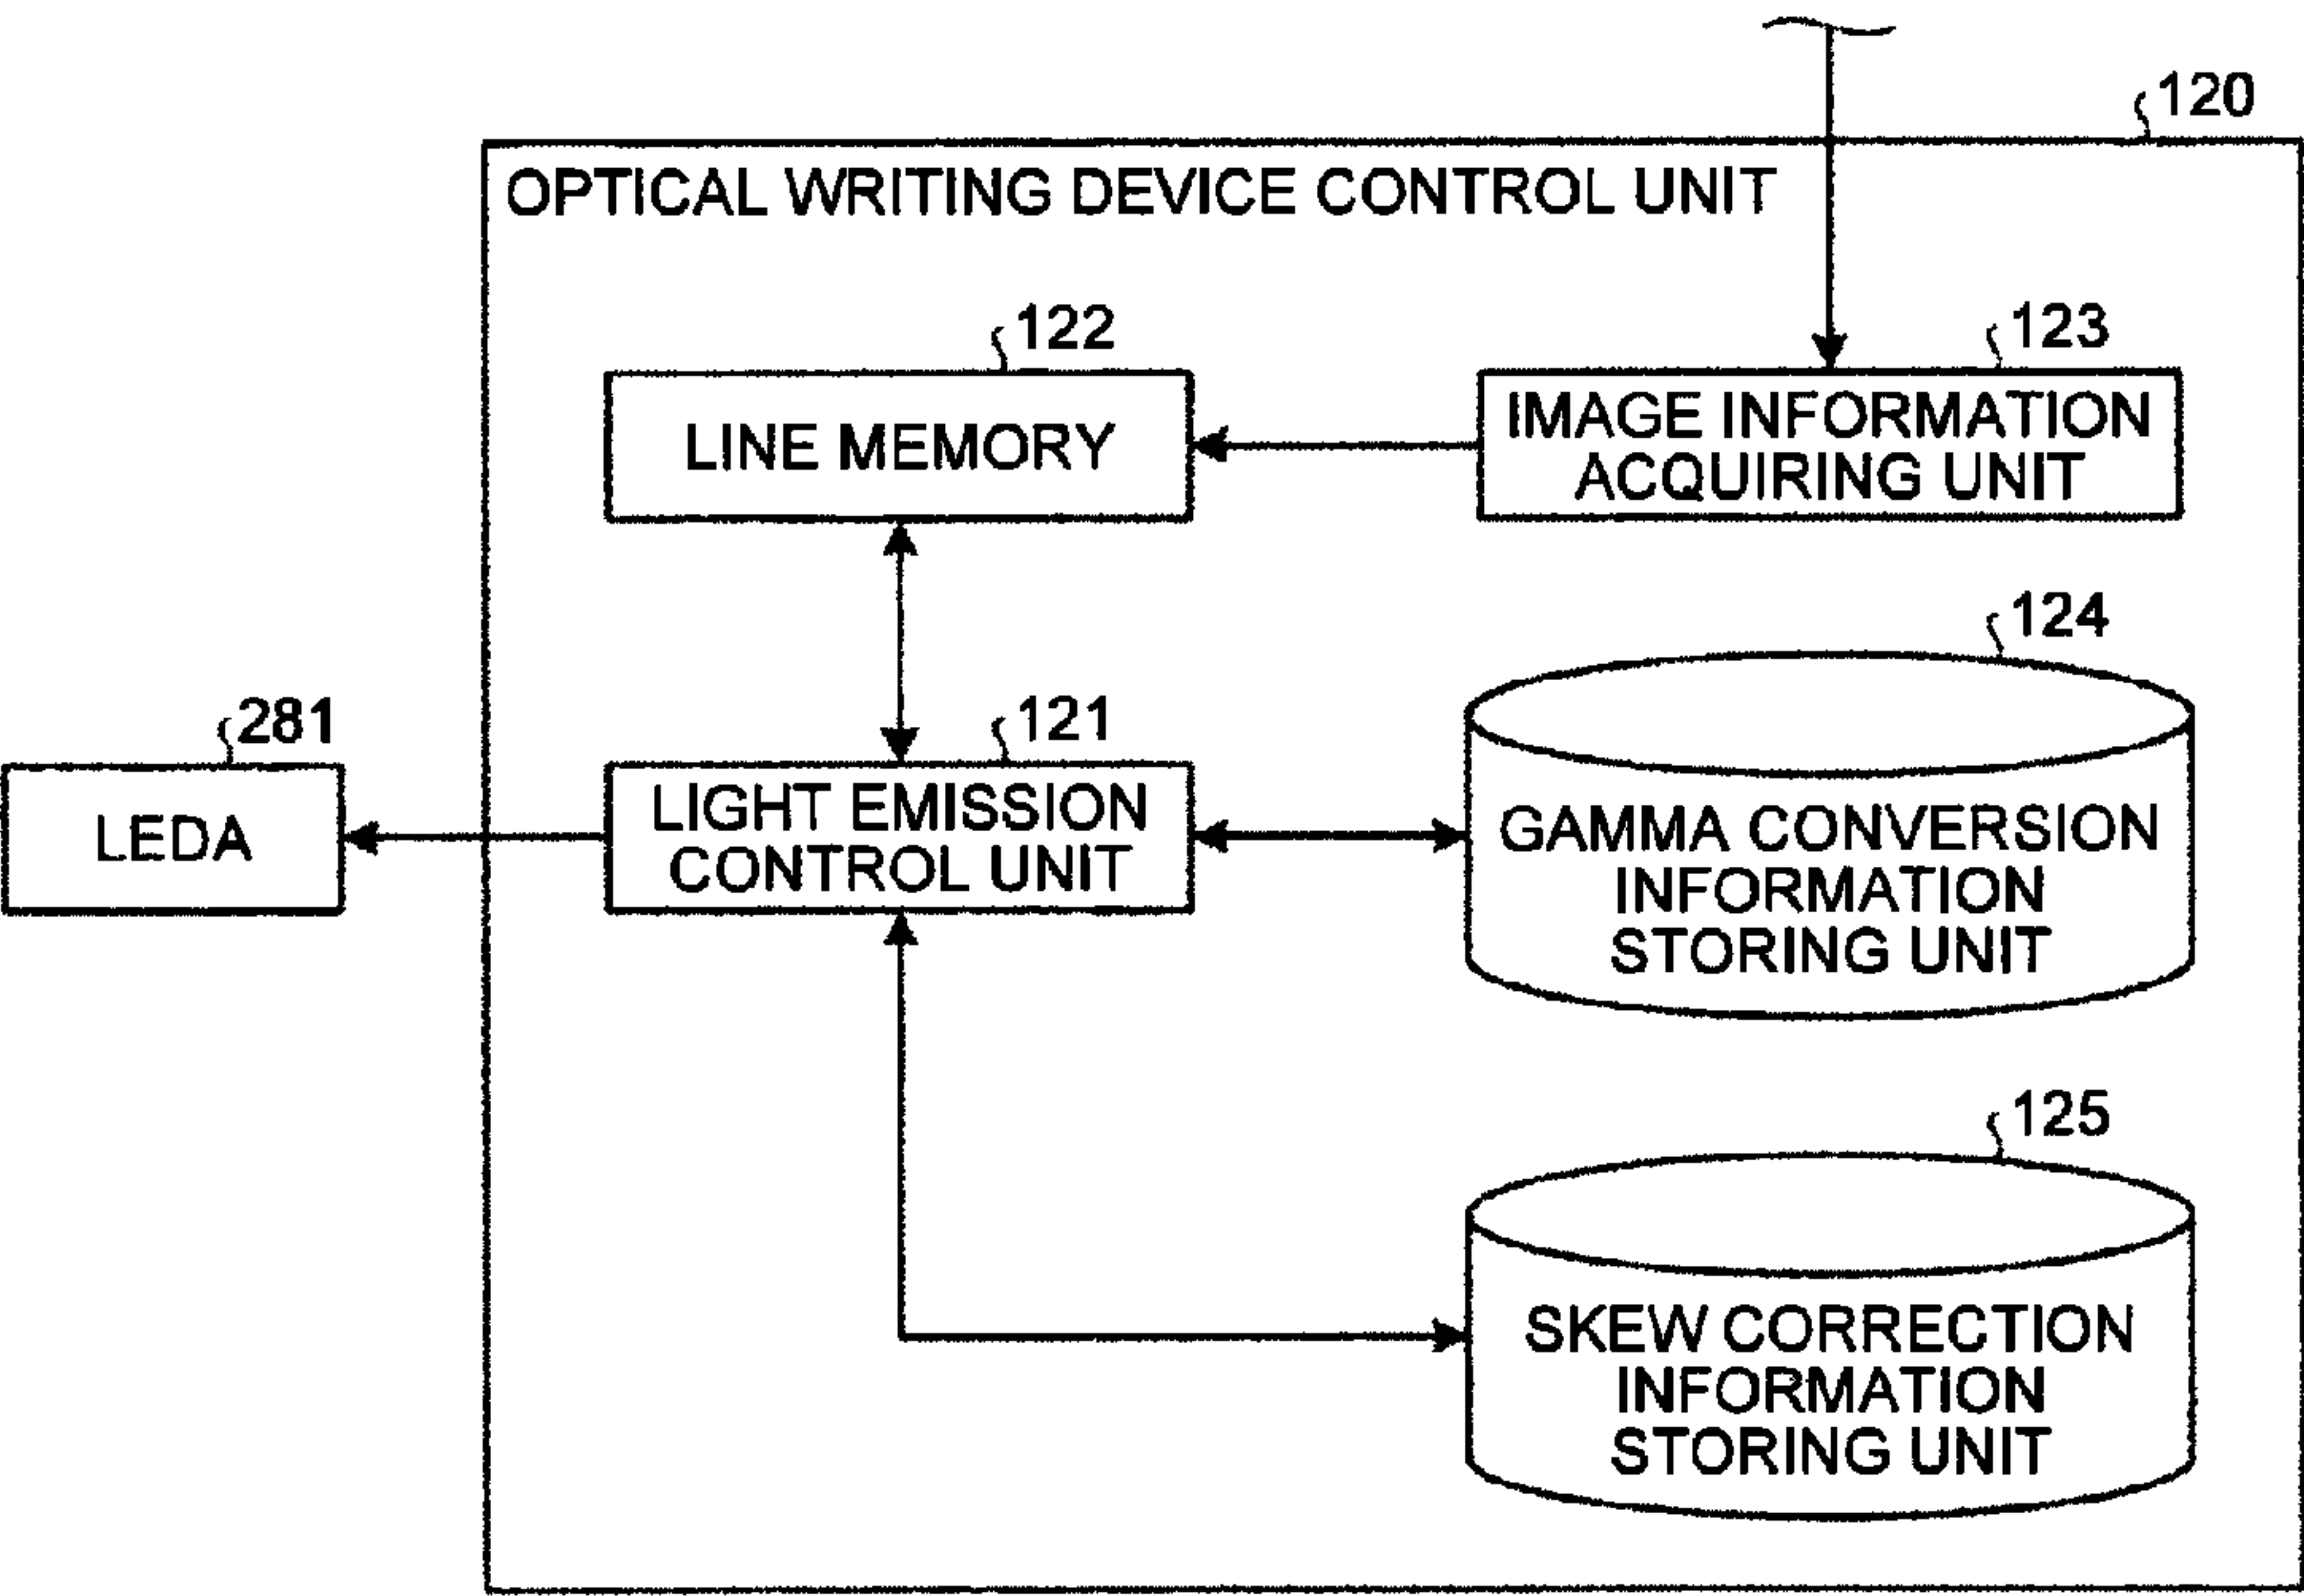 120
OPTICAL WRITING DEVICE CONTROL UNIT
122
LINE MEMORY
123
IMAGE INFORMATION
ACQUIRING UNIT
281
LEDA
121
LIGHT EMISSION
CONTROL UNIT
124
GAMMA CONVERSION
INFORMATION
STORING UNIT
125
SKEW CORRECTION
INFORMATION
STORING UNIT